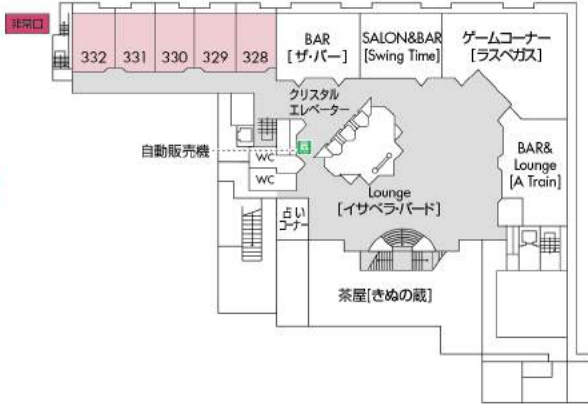 非常口
332 331 330 329 328
BAR
[ザ・バー]
SALON&BAR
[Swing Time]
ゲームコーナー
[ラスベガス]
クリスタル
エレベーター
自動販売機
WC
WC
BAR&
Lounge
[A Train]
Lounge
[イザベラ・バード]
占い
コーナー
茶屋[きぬの蔵]